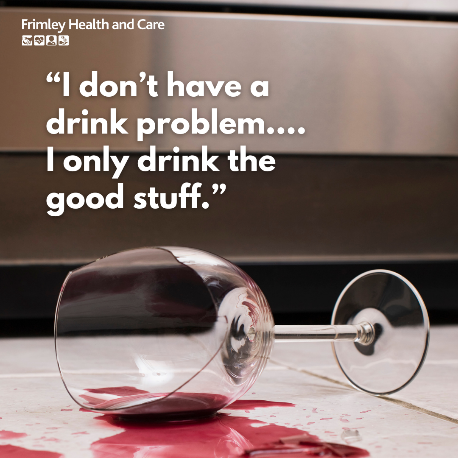 Frimley Health and Care
“I don’t have a
drink problem....
I only drink the
good stuff.”